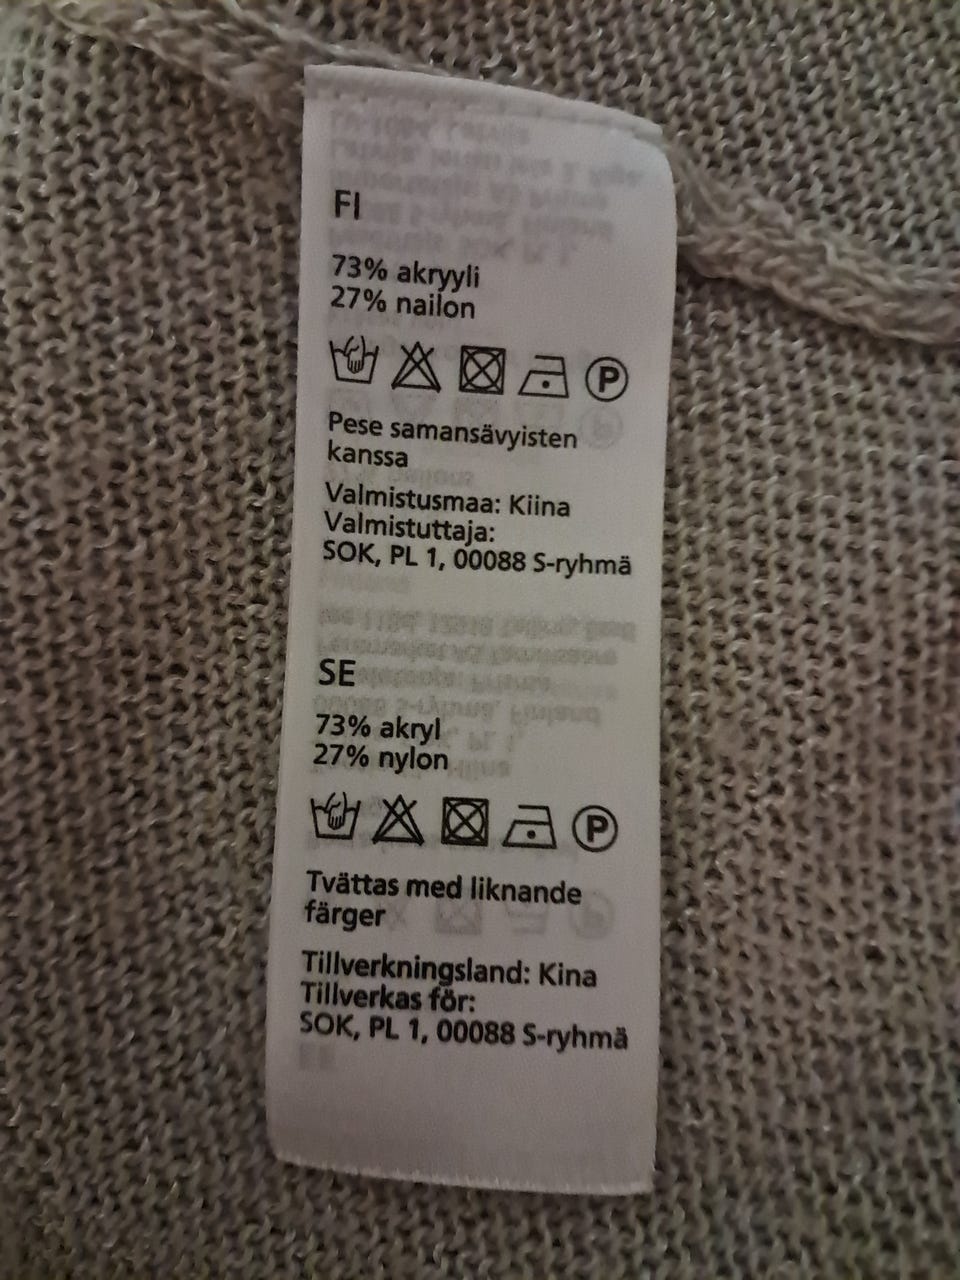 FI
73% akryyli
27% nailon
P
Pese samansävyisten
kanssa
Valmistusmaa: Kiina
Valmistuttaja:
SOK, PL 1, 00088 S-ryhmä
SE
73% akryl
27% nylon
P
Tvättas med liknande
färger
Tillverkningsland: Kina
Tillverkas för:
SOK, PL 1, 00088 S-ryhmä